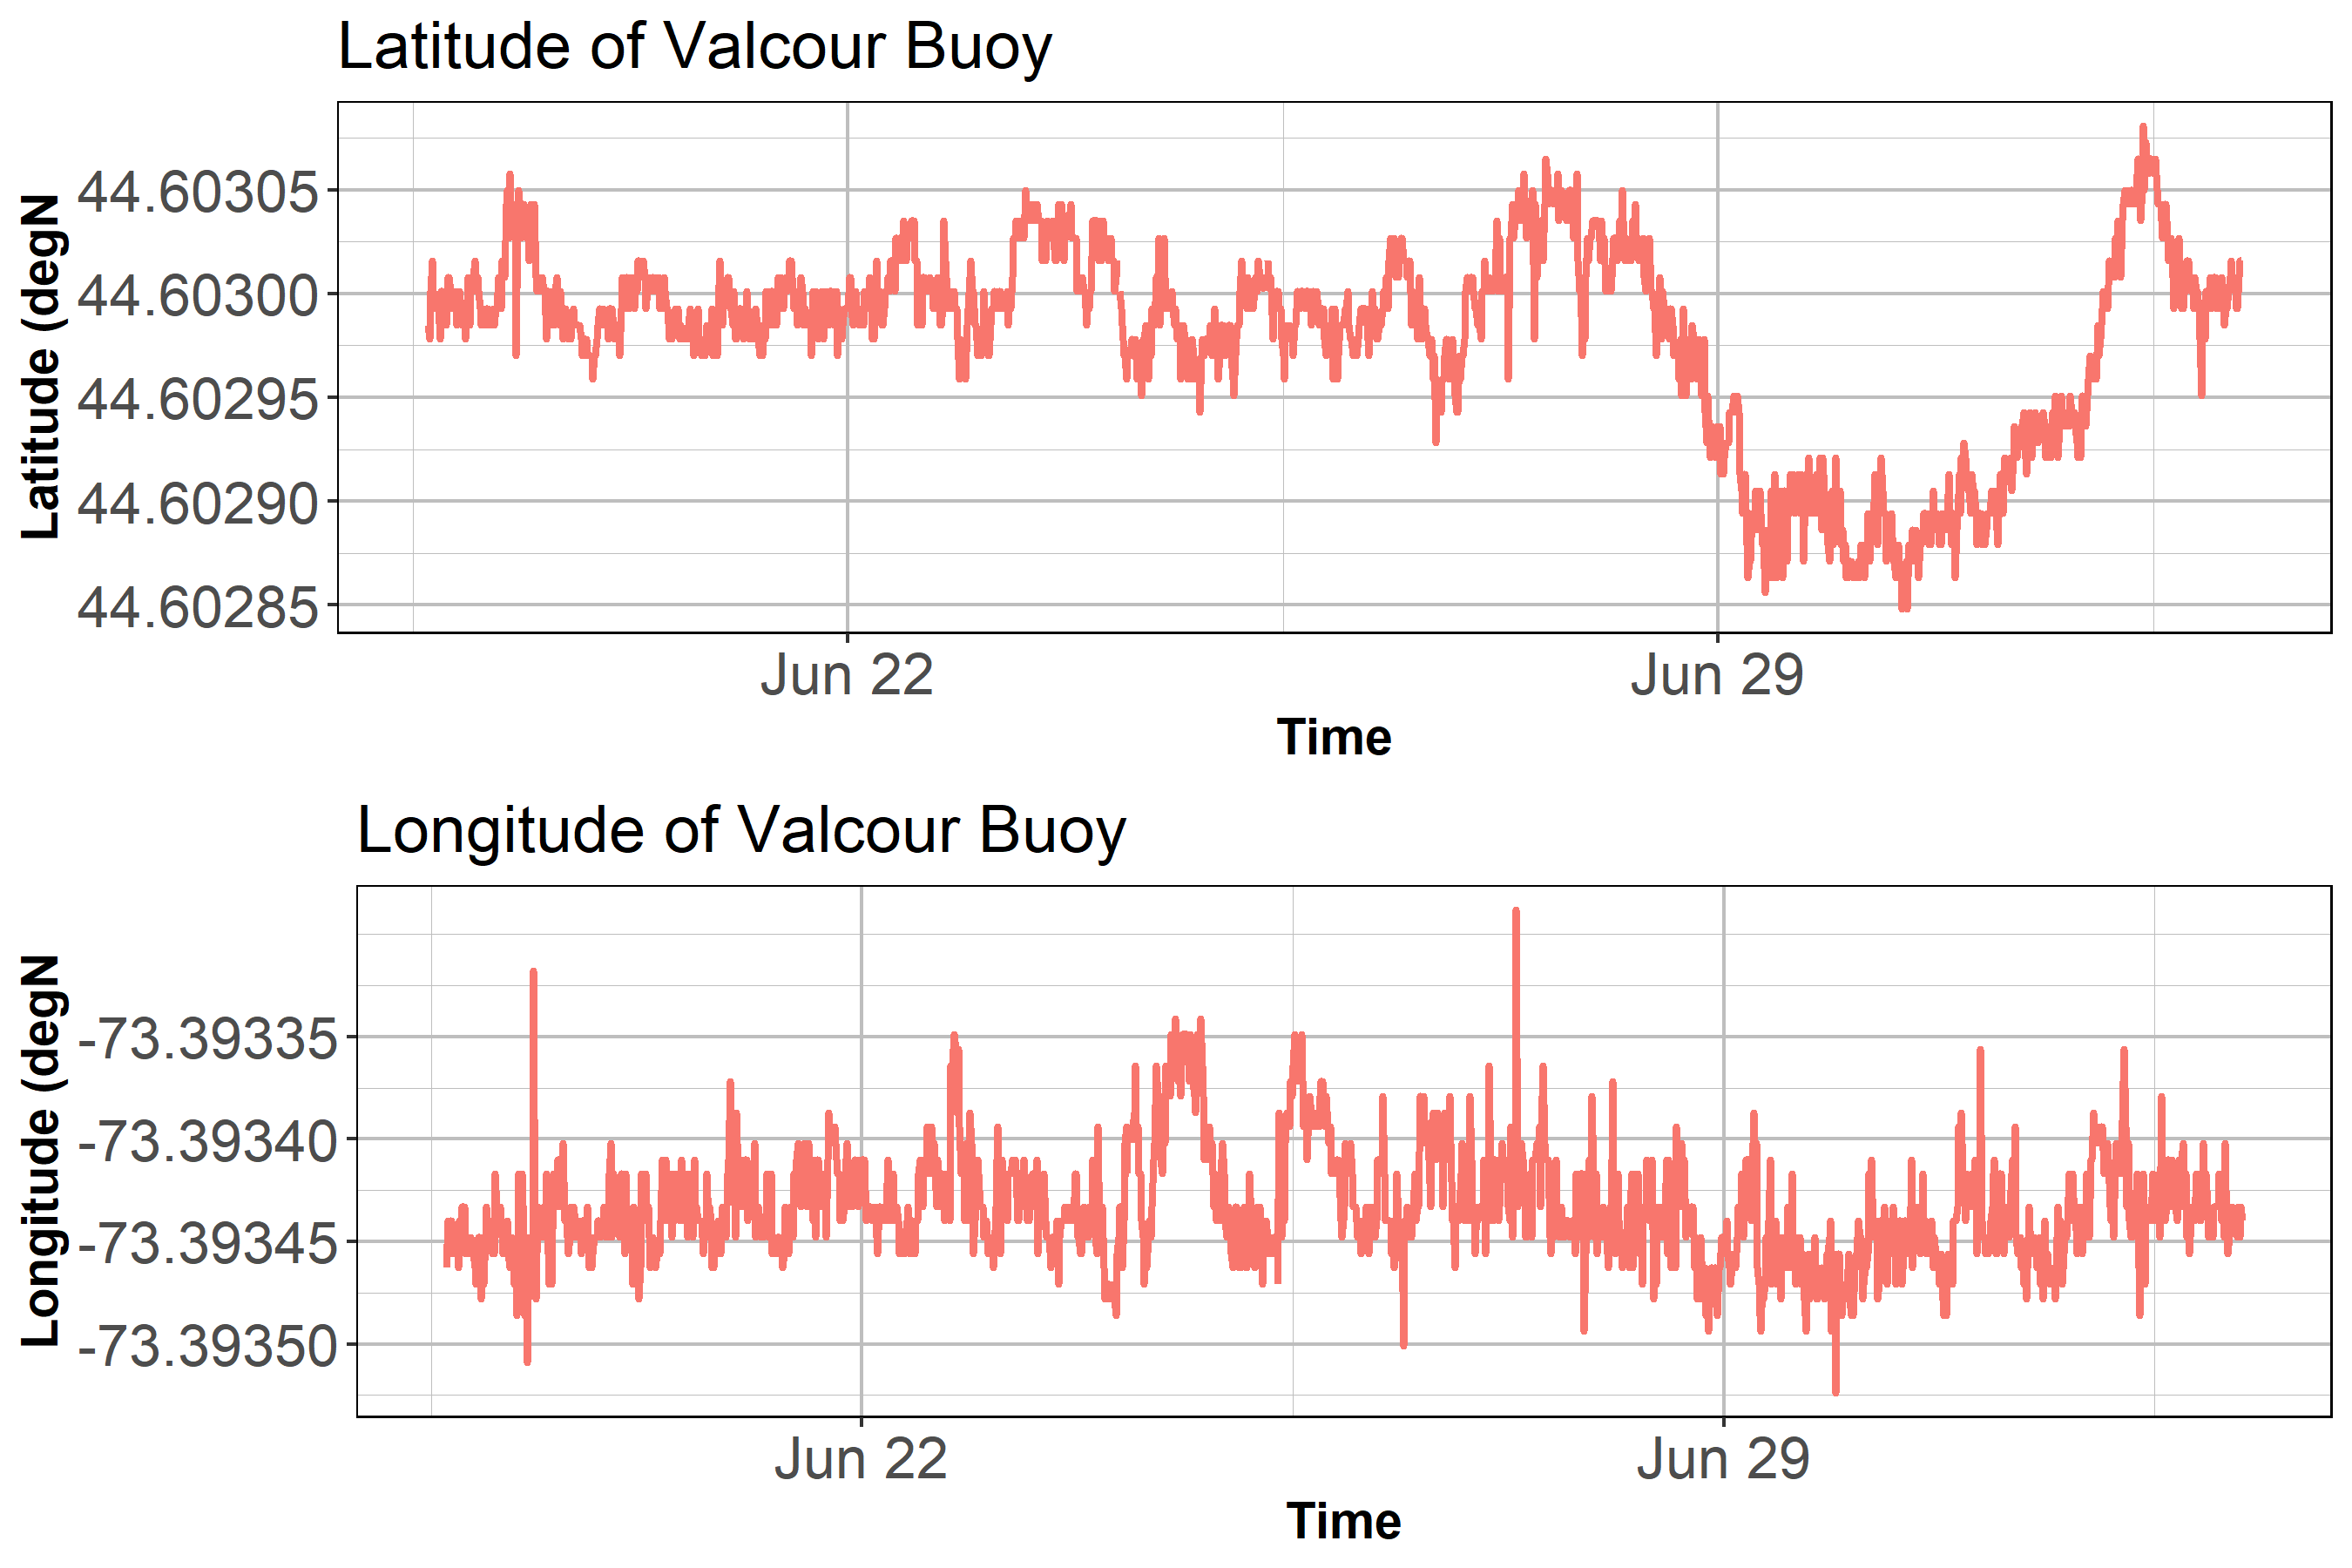 Latitude of Valcour Buoy
Latitude (degN
44.60305
44.60300
44.60295
44.60290
44.60285
Jun 22
Jun 29
Time
Longitude of Valcour Buoy
Longitude (degN
-73.39335
-73.39340
-73.39345
-73.39350
Jun 22
Jun 29
Time